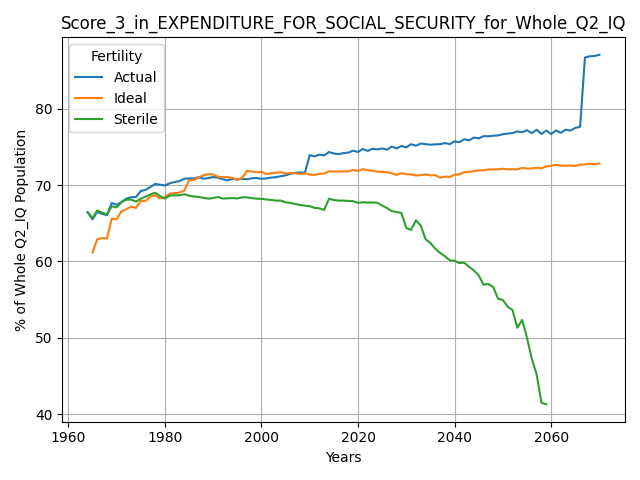 Score_3_in_EXPENDITURE_FOR_SOCIAL_SECURITY_for_Whole_Q2_IQ
Fertility
Actual
Ideal
Sterile
% of Whole Q2_IQ Population
80
70
60
50
40
1960
1980
2000
2020
2040
2060
Years